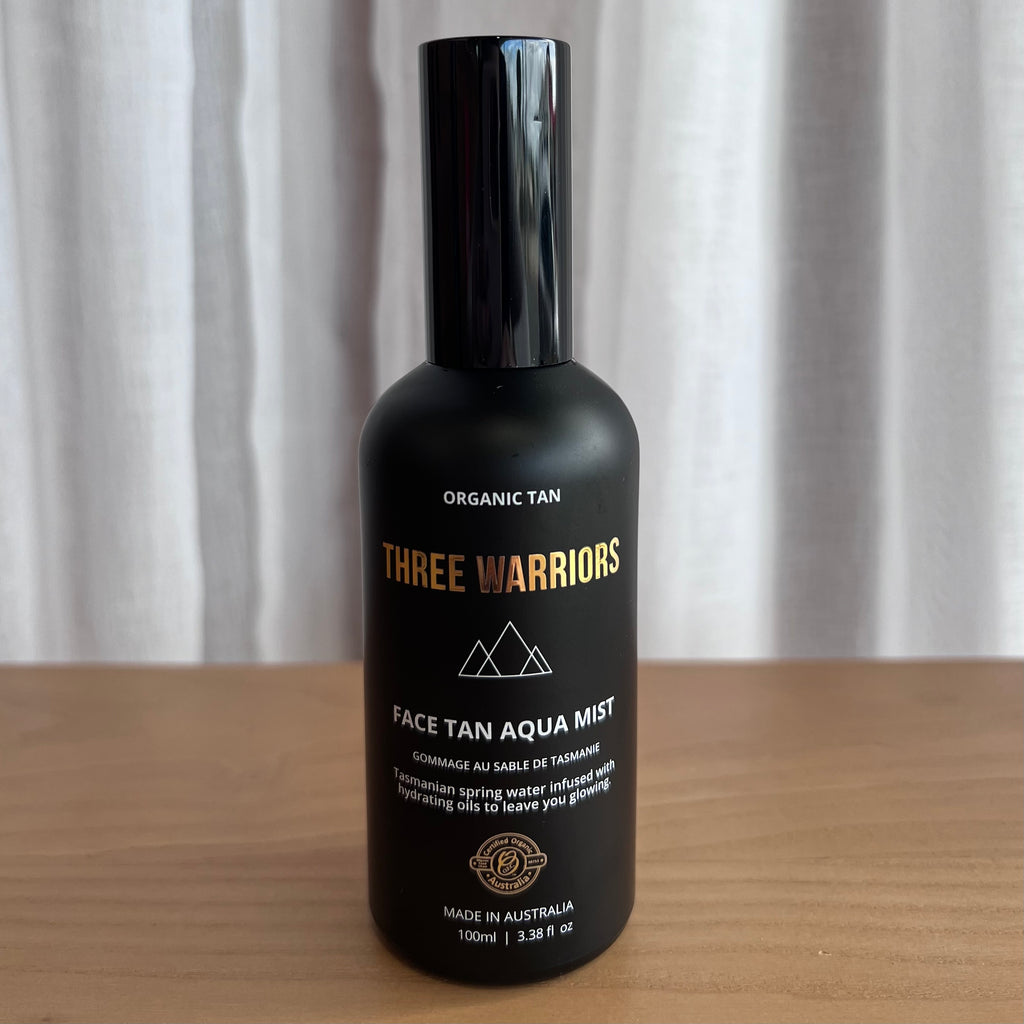 ORGANIC TAN
THREE WARRIORS
FACE TAN AQUA MIST
GOMMAGE AU SABLE DE TASMANIE
Tasmanian spring water infused with
hydrating oils to leave you glowing.
Certified Organic
Australia
MADE IN AUSTRALIA
100ml | 3.38 fl oz